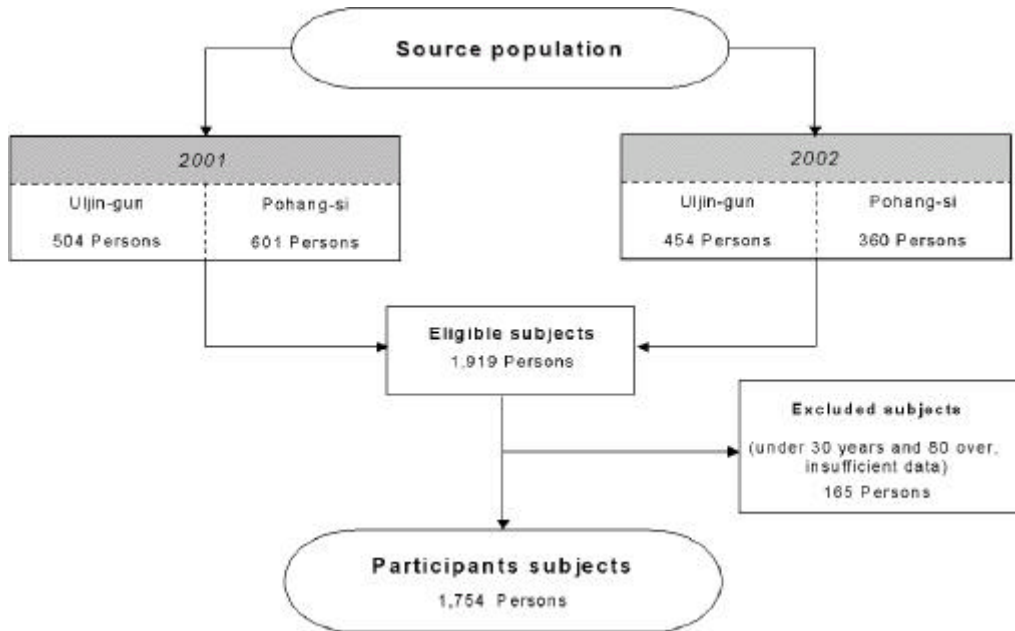 Source population
2001
Uljin-gun
Pohang-si
504 Persons
601 Persons
2002
Uljin-gun
Pohang-si
454 Persons
360 Persons
Eligible subjects
1,919 Persons
Excluded subjects
(under 30 years and 80 over,
insufficient data)
165 Persons
Participants subjects
1,754 Persons